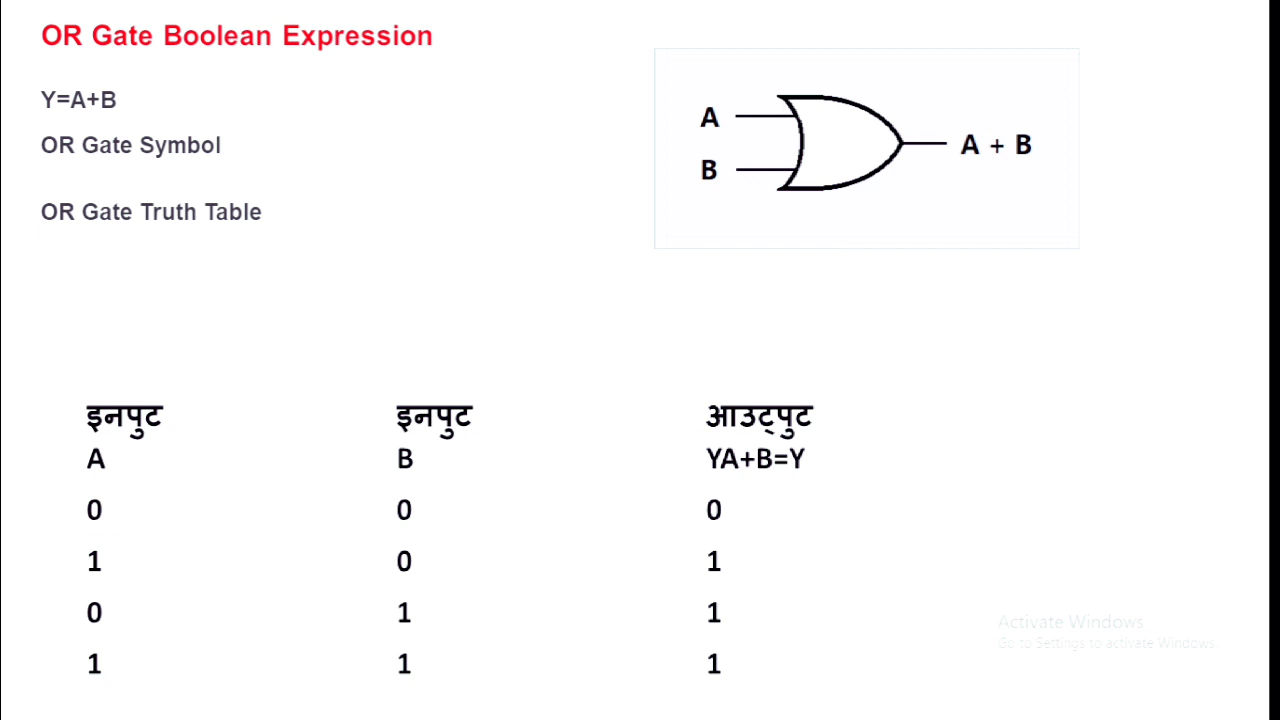 OR Gate Boolean Expression
Y=A+B
OR Gate Symbol
OR Gate Truth Table
A
B
A + B
इनपुट इनपुट आउट्पुट
A B YA+B=Y
0 0 0
1 0 1
0 1 1
1 1 1
Activate Windows
Go to Settings to activate Windows.